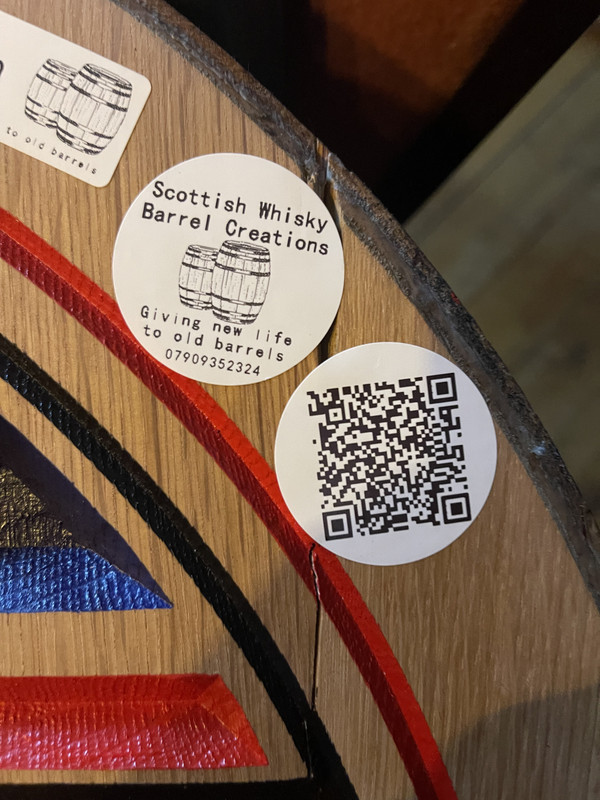 to old barrels
Scottish Whisky
Barrel Creations
Giving new life
to old barrels
07909352324